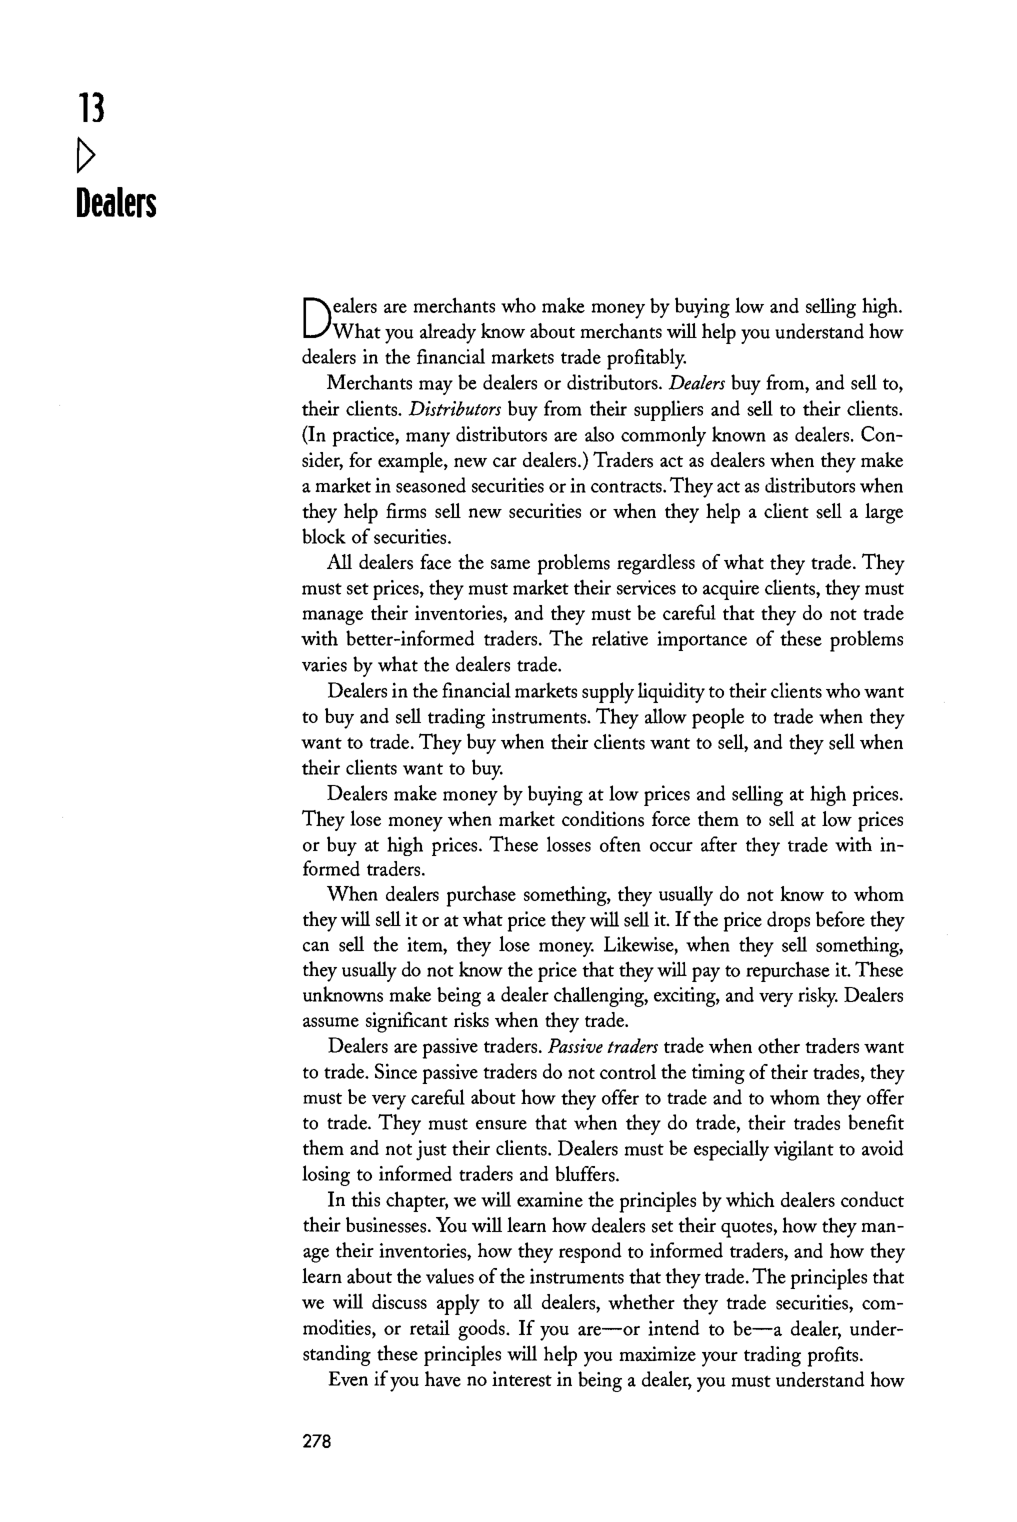 13
Dealers
Dealers are merchants who make money by buying low and selling high.
What you already know about merchants will help you understand how
dealers in the financial markets trade profitably.
Merchants may be dealers or distributors. Dealers buy from, and sell to,
their clients. Distributors buy from their suppliers and sell to their clients.
(In practice, many distributors are also commonly known as dealers. Con-
sider, for example, new car dealers.) Traders act as dealers when they make
a market in seasoned securities or in contracts. They act as distributors when
they help firms sell new securities or when they help a client sell a large
block of securities.
All dealers face the same problems regardless of what they trade. They
must set prices, they must market their services to acquire clients, they must
manage their inventories, and they must be careful that they do not trade
with better-informed traders. The relative importance of these problems
varies by what the dealers trade.
Dealers in the financial markets supply liquidity to their clients who want
to buy and sell trading instruments. They allow people to trade when they
want to trade. They buy when their clients want to sell, and they sell when
their clients want to buy.
Dealers make money by buying at low prices and selling at high prices.
They lose money when market conditions force them to sell at low prices
or buy at high prices. These losses often occur after they trade with in-
formed traders.
When dealers purchase something, they usually do not know to whom
they will sell it or at what price they will sell it. If the price drops before they
can sell the item, they lose money. Likewise, when they sell something,
they usually do not know the price that they will pay to repurchase it. These
unknowns make being a dealer challenging, exciting, and very risky. Dealers
assume significant risks when they trade.
Dealers are passive traders. Passive traders trade when other traders want
to trade. Since passive traders do not control the timing of their trades, they
must be very careful about how they offer to trade and to whom they offer
to trade. They must ensure that when they do trade, their trades benefit
them and not just their clients. Dealers must be especially vigilant to avoid
losing to informed traders and bluffers.
In this chapter, we will examine the principles by which dealers conduct
their businesses. You will learn how dealers set their quotes, how they man-
age their inventories, how they respond to informed traders, and how they
learn about the values of the instruments that they trade. The principles that
we will discuss apply to all dealers, whether they trade securities, com-
modities, or retail goods. If you are—or intend to be—a dealer, under-
standing these principles will help you maximize your trading profits.
Even if you have no interest in being a dealer, you must understand how
278